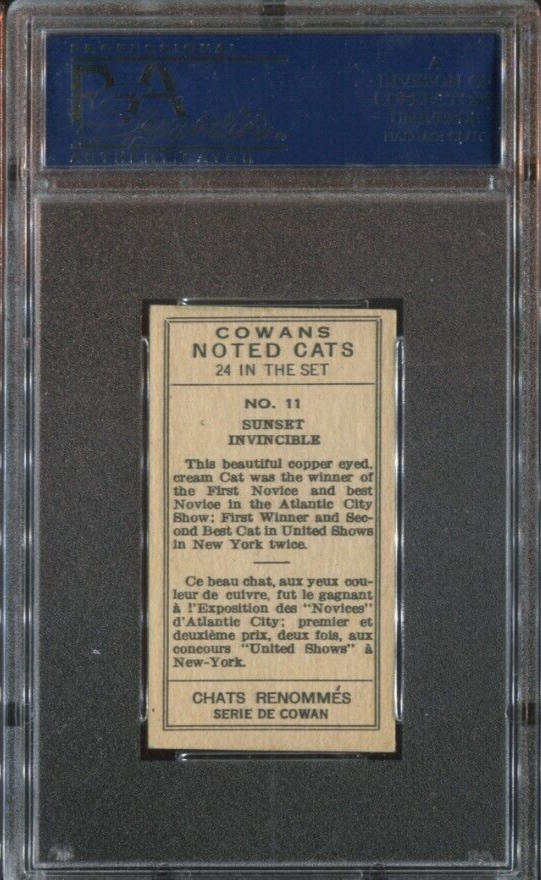 PROFESSIONAL
PSA
AUTHENTICATOR
COWANS
NOTED CATS
24 IN THE SET
NO. 11
SUNSET
INVINCIBLE
This beautiful copper eyed,
cream Cat was the winner of
the First Novice and best
Novice in the Atlantic City
Show; First Winner and Sec-
ond Best Cat in United Shows
in New York twice.
Ce beau chat, aux yeux cou-
leur de cuivre, fut le gagnant
à l'Exposition des "Novices"
d'Atlantic City; premier et
deuxième prix, deux fois, aux
concours "United Shows" à
New-York.
CHATS RENOMMÉS
SERIE DE COWAN